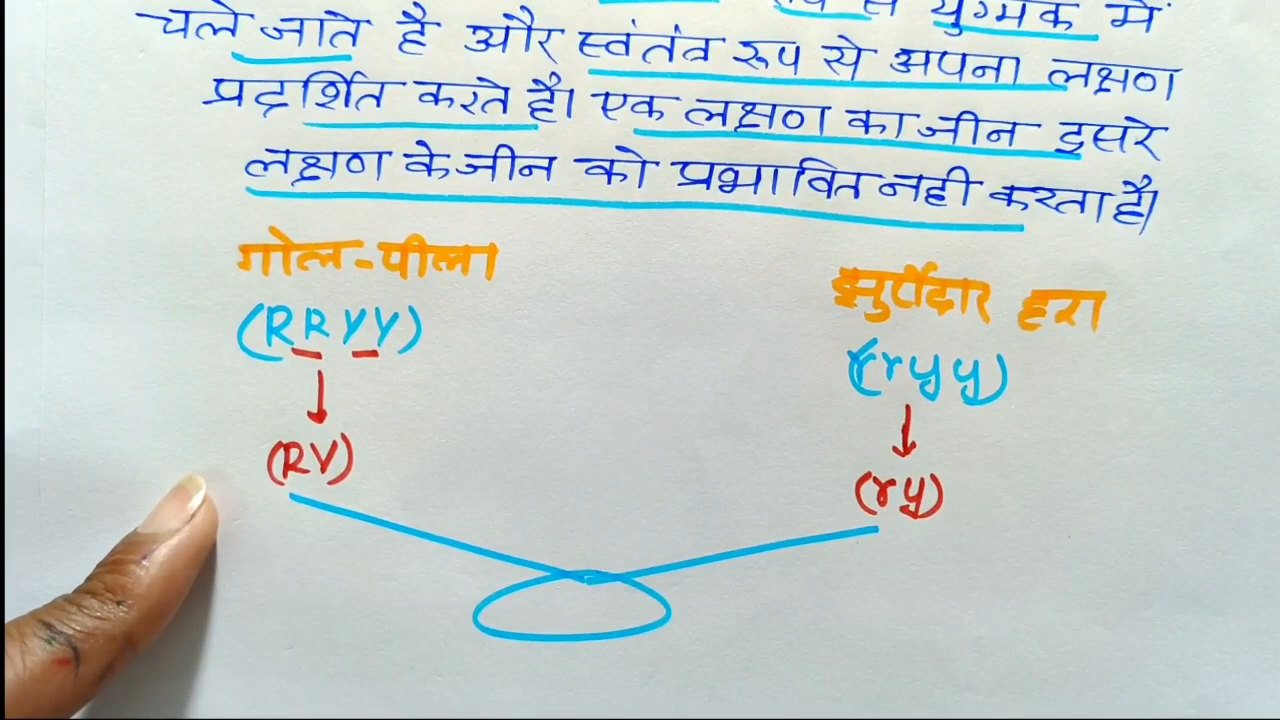 से युग्मक में
चले जाते है और स्वंतंत्र रूप से अपना लक्षण
प्रदर्शित करते है। एक लक्षण का जीन दुसरे
लक्षण के जीन को प्रभावित नही करता है।
गोल-पीला
झुर्रीदार हरा
(RRYY)
(rryy)
(RY)
(ry)